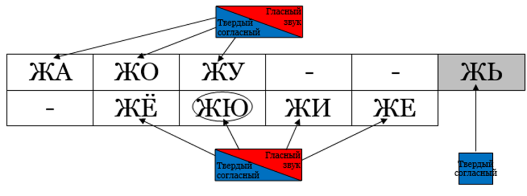 Гласный
звук
Твердый
согласный
ЖА ЖО ЖУ - - ЖЬ
- ЖЁ ЖЮ ЖИ ЖЕ
Гласный
звук
Твердый
согласный
Твердый
согласный